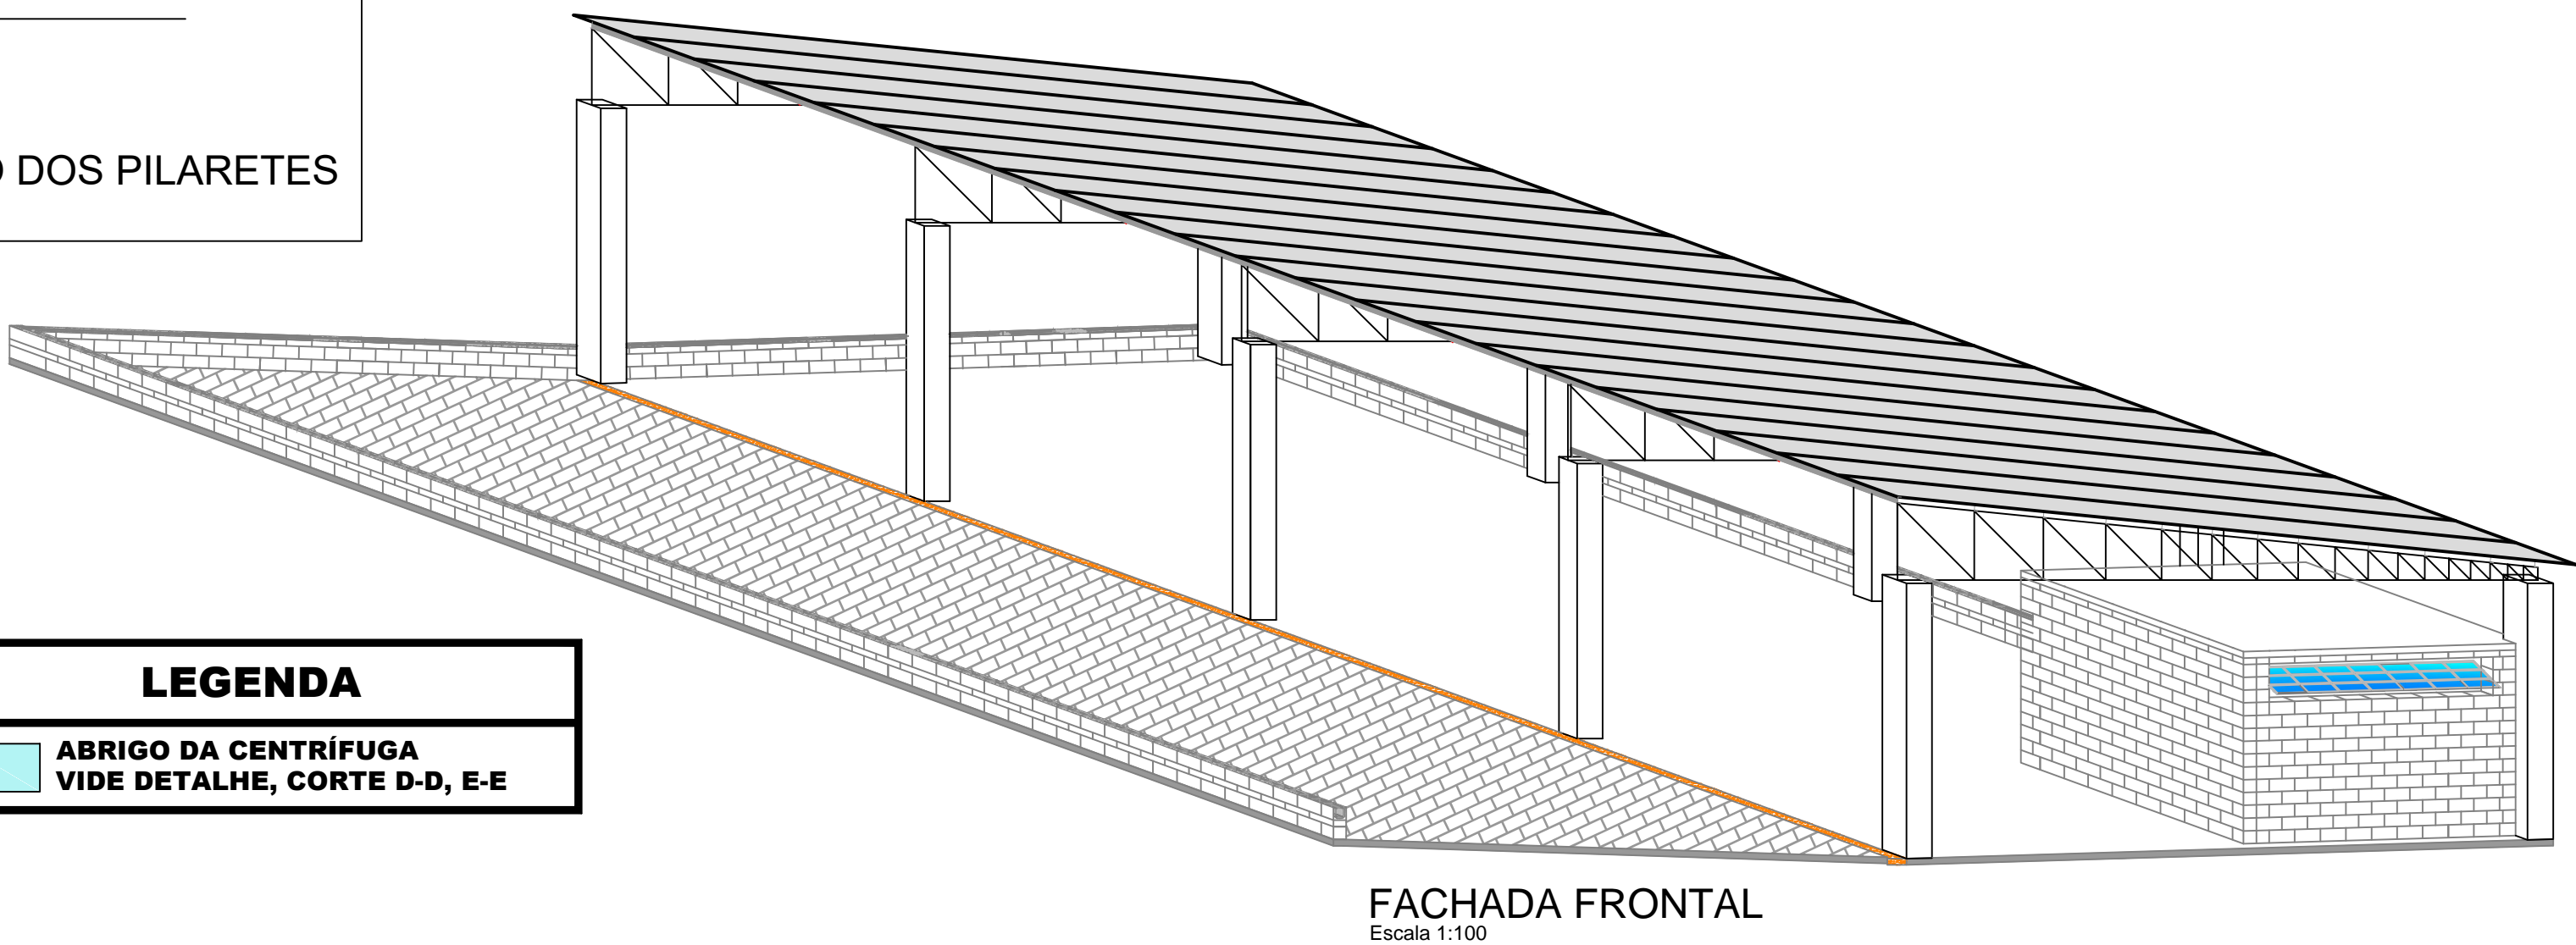 DOS PILARETES
LEGENDA
ABRIGO DA CENTRÍFUGA
VIDE DETALHE, CORTE D-D, E-E
FACHADA FRONTAL
Escala 1:100